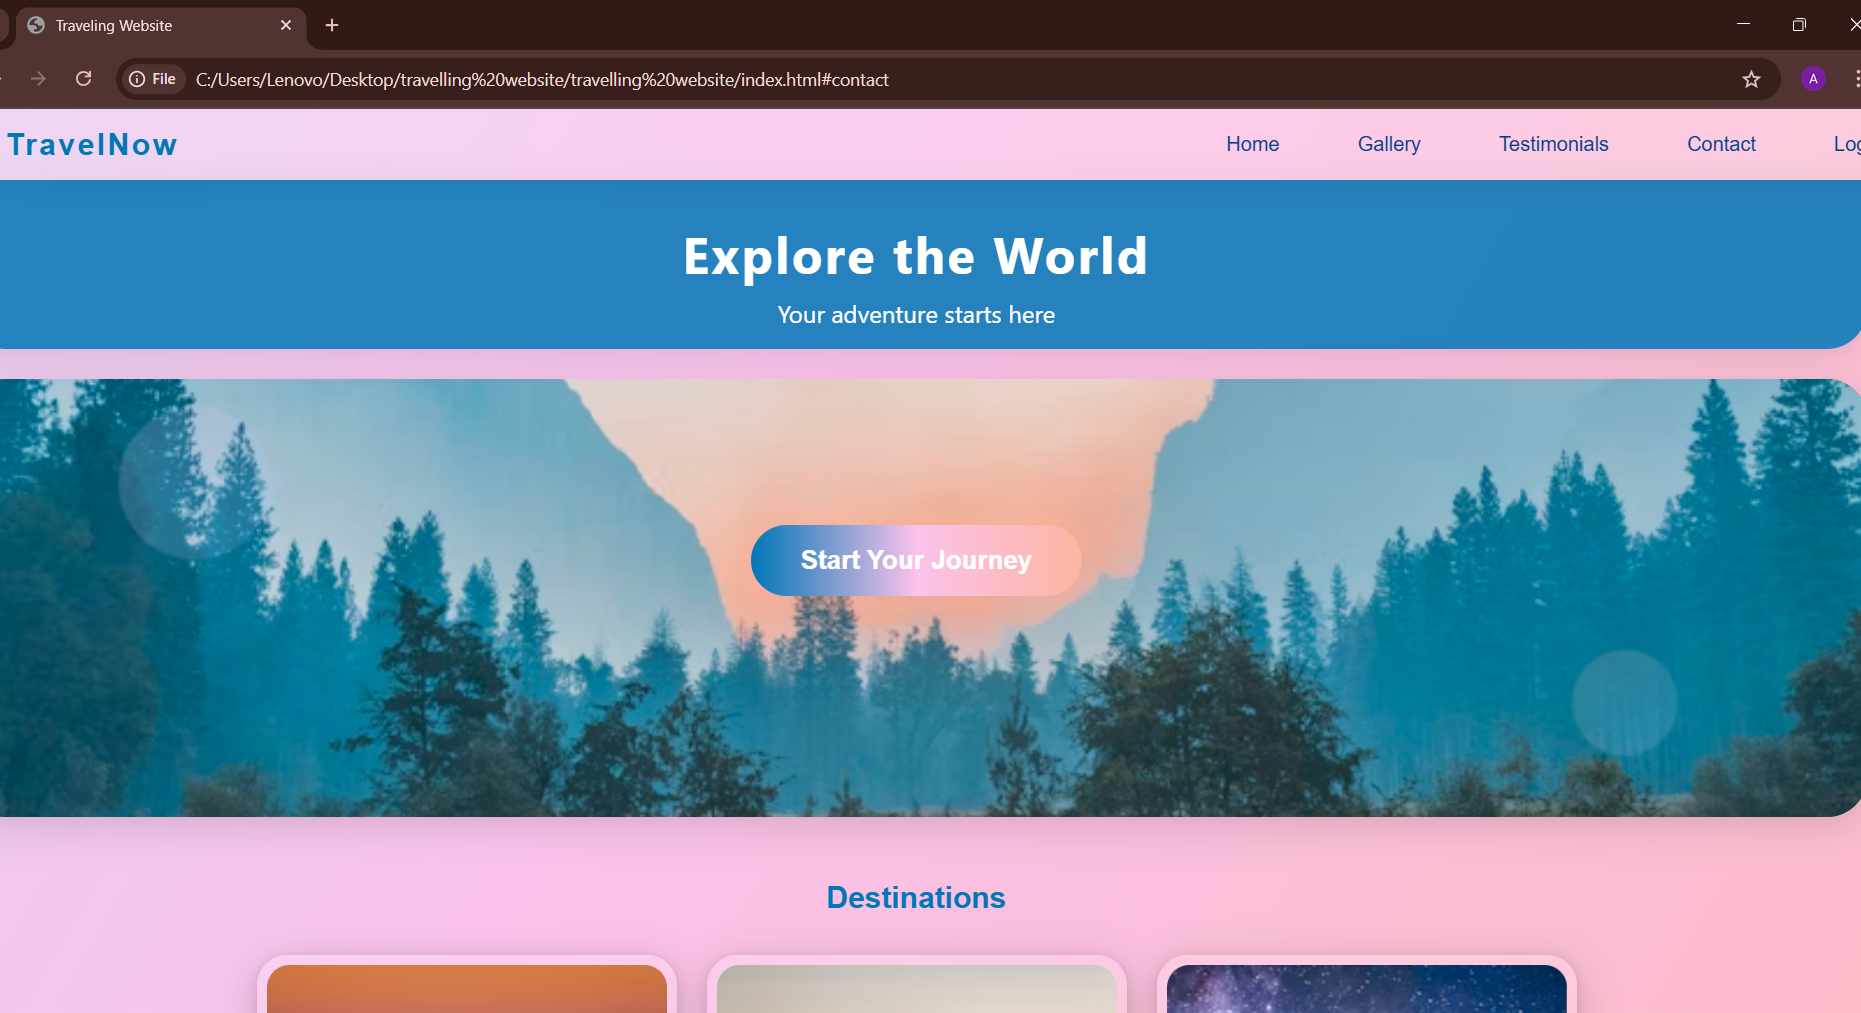 Traveling Website
File C:/Users/Lenovo/Desktop/travelling%20website/travelling%20website/index.html#contact
A
TravelNow
Home Gallery Testimonials Contact
Explore the World
Your adventure starts here
Start Your Journey
Destinations